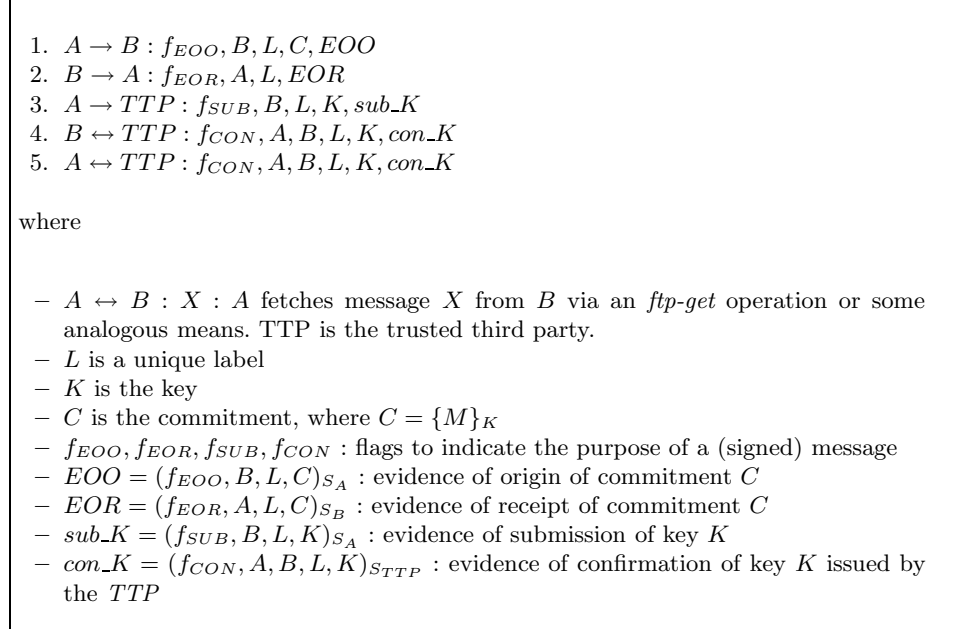 1. A → B : f_EOO, B, L, C, EOO
2. B → A : f_EOR, A, L, EOR
3. A → TTP : f_SUB, B, L, K, sub_K
4. B ↔ TTP : f_CON, A, B, L, K, con_K
5. A ↔ TTP : f_CON, A, B, L, K, con_K
where
– A ↔ B : X : A fetches message X from B via an ftp-get operation or some
analogous means. TTP is the trusted third party.
– L is a unique label
– K is the key
– C is the commitment, where C = {M}_K
– f_EOO, f_EOR, f_SUB, f_CON : flags to indicate the purpose of a (signed) message
– EOO = (f_EOO, B, L, C)_S_A : evidence of origin of commitment C
– EOR = (f_EOR, A, L, C)_S_B : evidence of receipt of commitment C
– sub_K = (f_SUB, B, L, K)_S_A : evidence of submission of key K
– con_K = (f_CON, A, B, L, K)_S_TTP : evidence of confirmation of key K issued by
the TTP